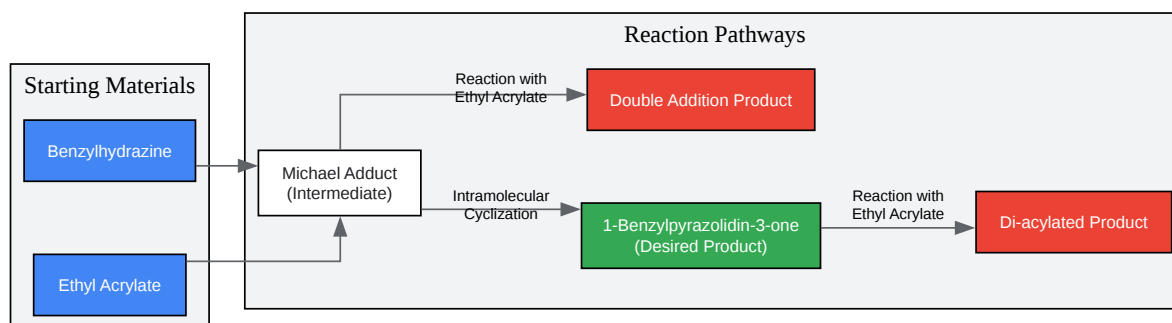 Starting Materials
Benzylhydrazine
Ethyl Acrylate
Reaction Pathways
Michael Adduct
(Intermediate)
Reaction with
Ethyl Acrylate
Double Addition Product
Intramolecular
Cyclization
1-Benzylpyrazolidin-3-one
(Desired Product)
Reaction with
Ethyl Acrylate
Di-acylated Product